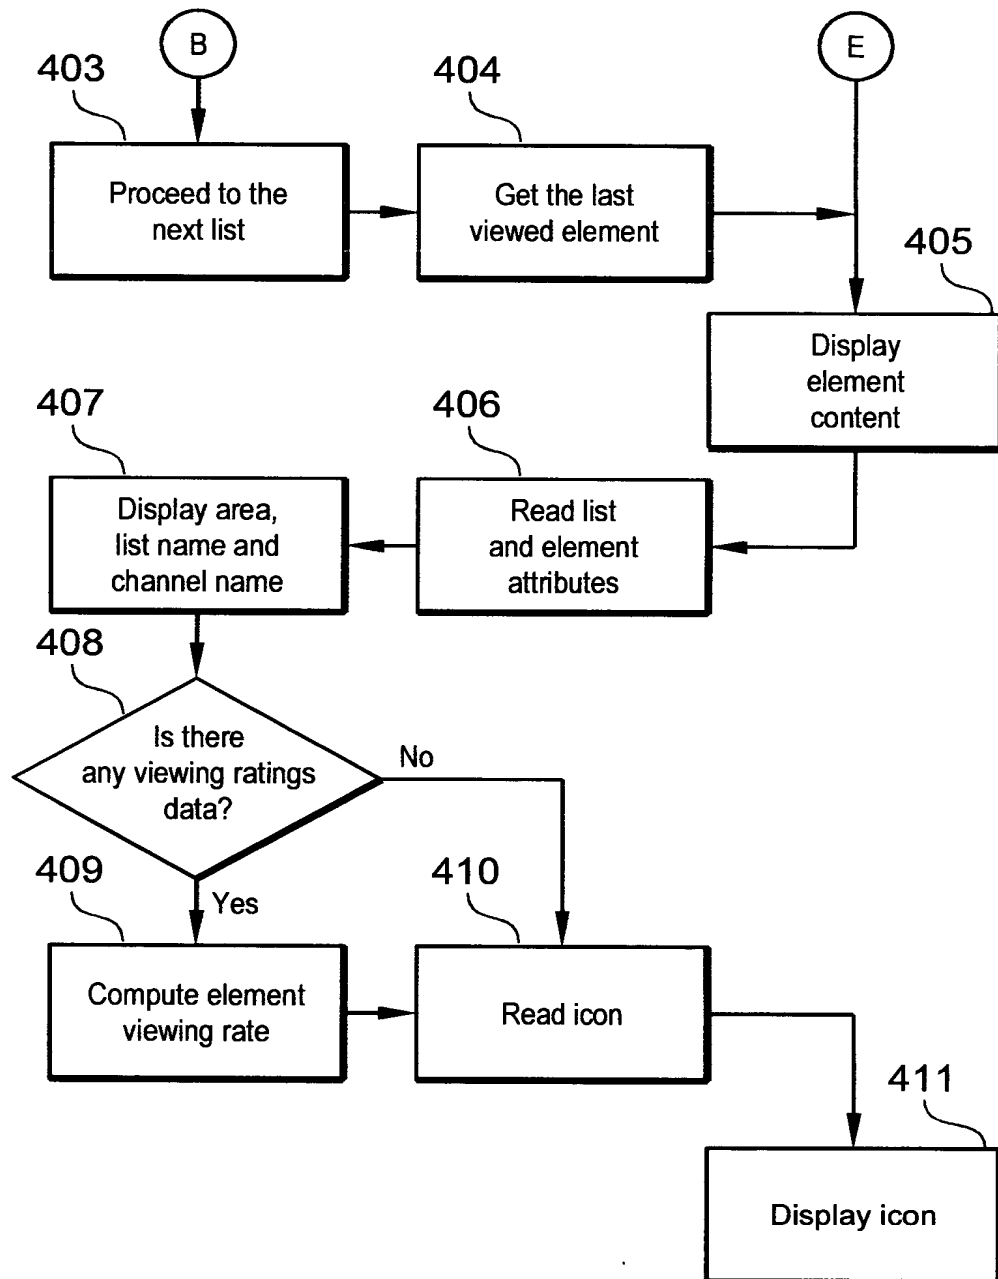 B
E
403
Proceed to the
next list
404
Get the last
viewed element
405
Display
element
content
407
Display area,
list name and
channel name
406
Read list
and element
attributes
408
Is there
any viewing ratings
data?
No
Yes
409
Compute element
viewing rate
410
Read icon
411
Display icon